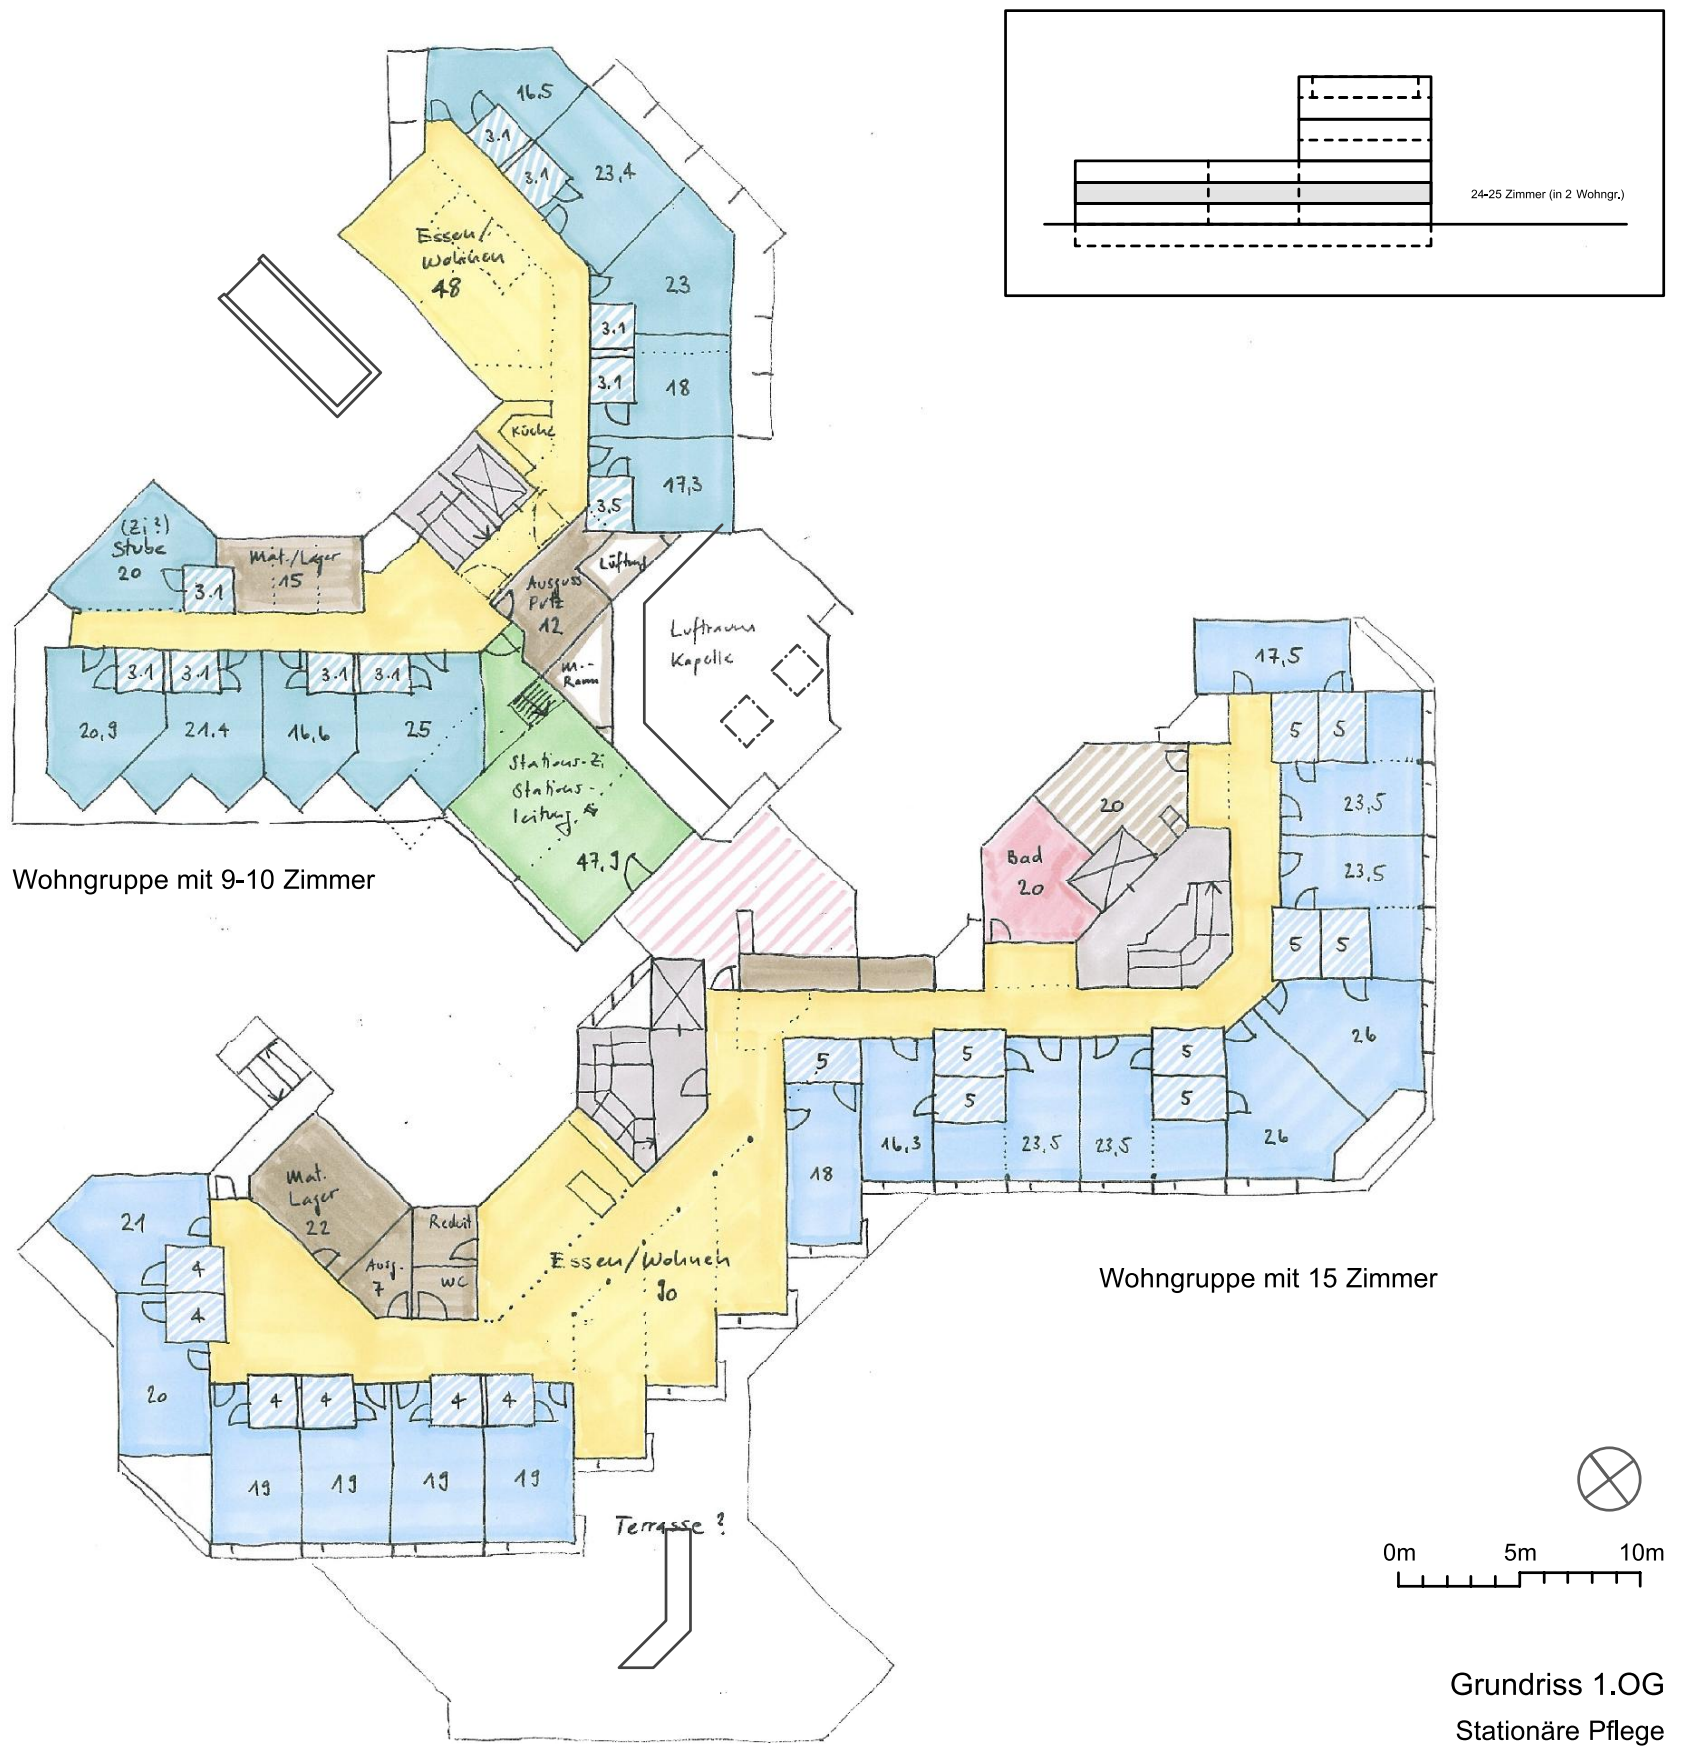 24-25 Zimmer (in 2 Wohngr.)
16,5
3.1
3.1
23,4
Essen/
Wohnen
48
23
3.1
3.1
18
Küche
17,3
3,5
(Zi?)
Stube
20
3.1
Mat./Lager
15
Lüftung
Ausguss
Putz
12
Luftraum
Kapelle
M.-
Raum
3.1
3.1
3.1
3.1
20,9
21.4
16,6
25
Stations-Zi
Stations-
leitung
47,9
Wohngruppe mit 9-10 Zimmer
17,5
5
5
20
23,5
Bad
20
23,5
5
5
26
5
5
5
5
5
16,3
23,5
23,5
26
18
Wohngruppe mit 15 Zimmer
Mat.
Lager
22
Reduit
Ausg.
7
WC
21
4
4
20
Essen/Wohnen
90
4
4
4
4
19
19
19
19
Terrasse ?
0m
5m
10m
Grundriss 1.OG
Stationäre Pflege